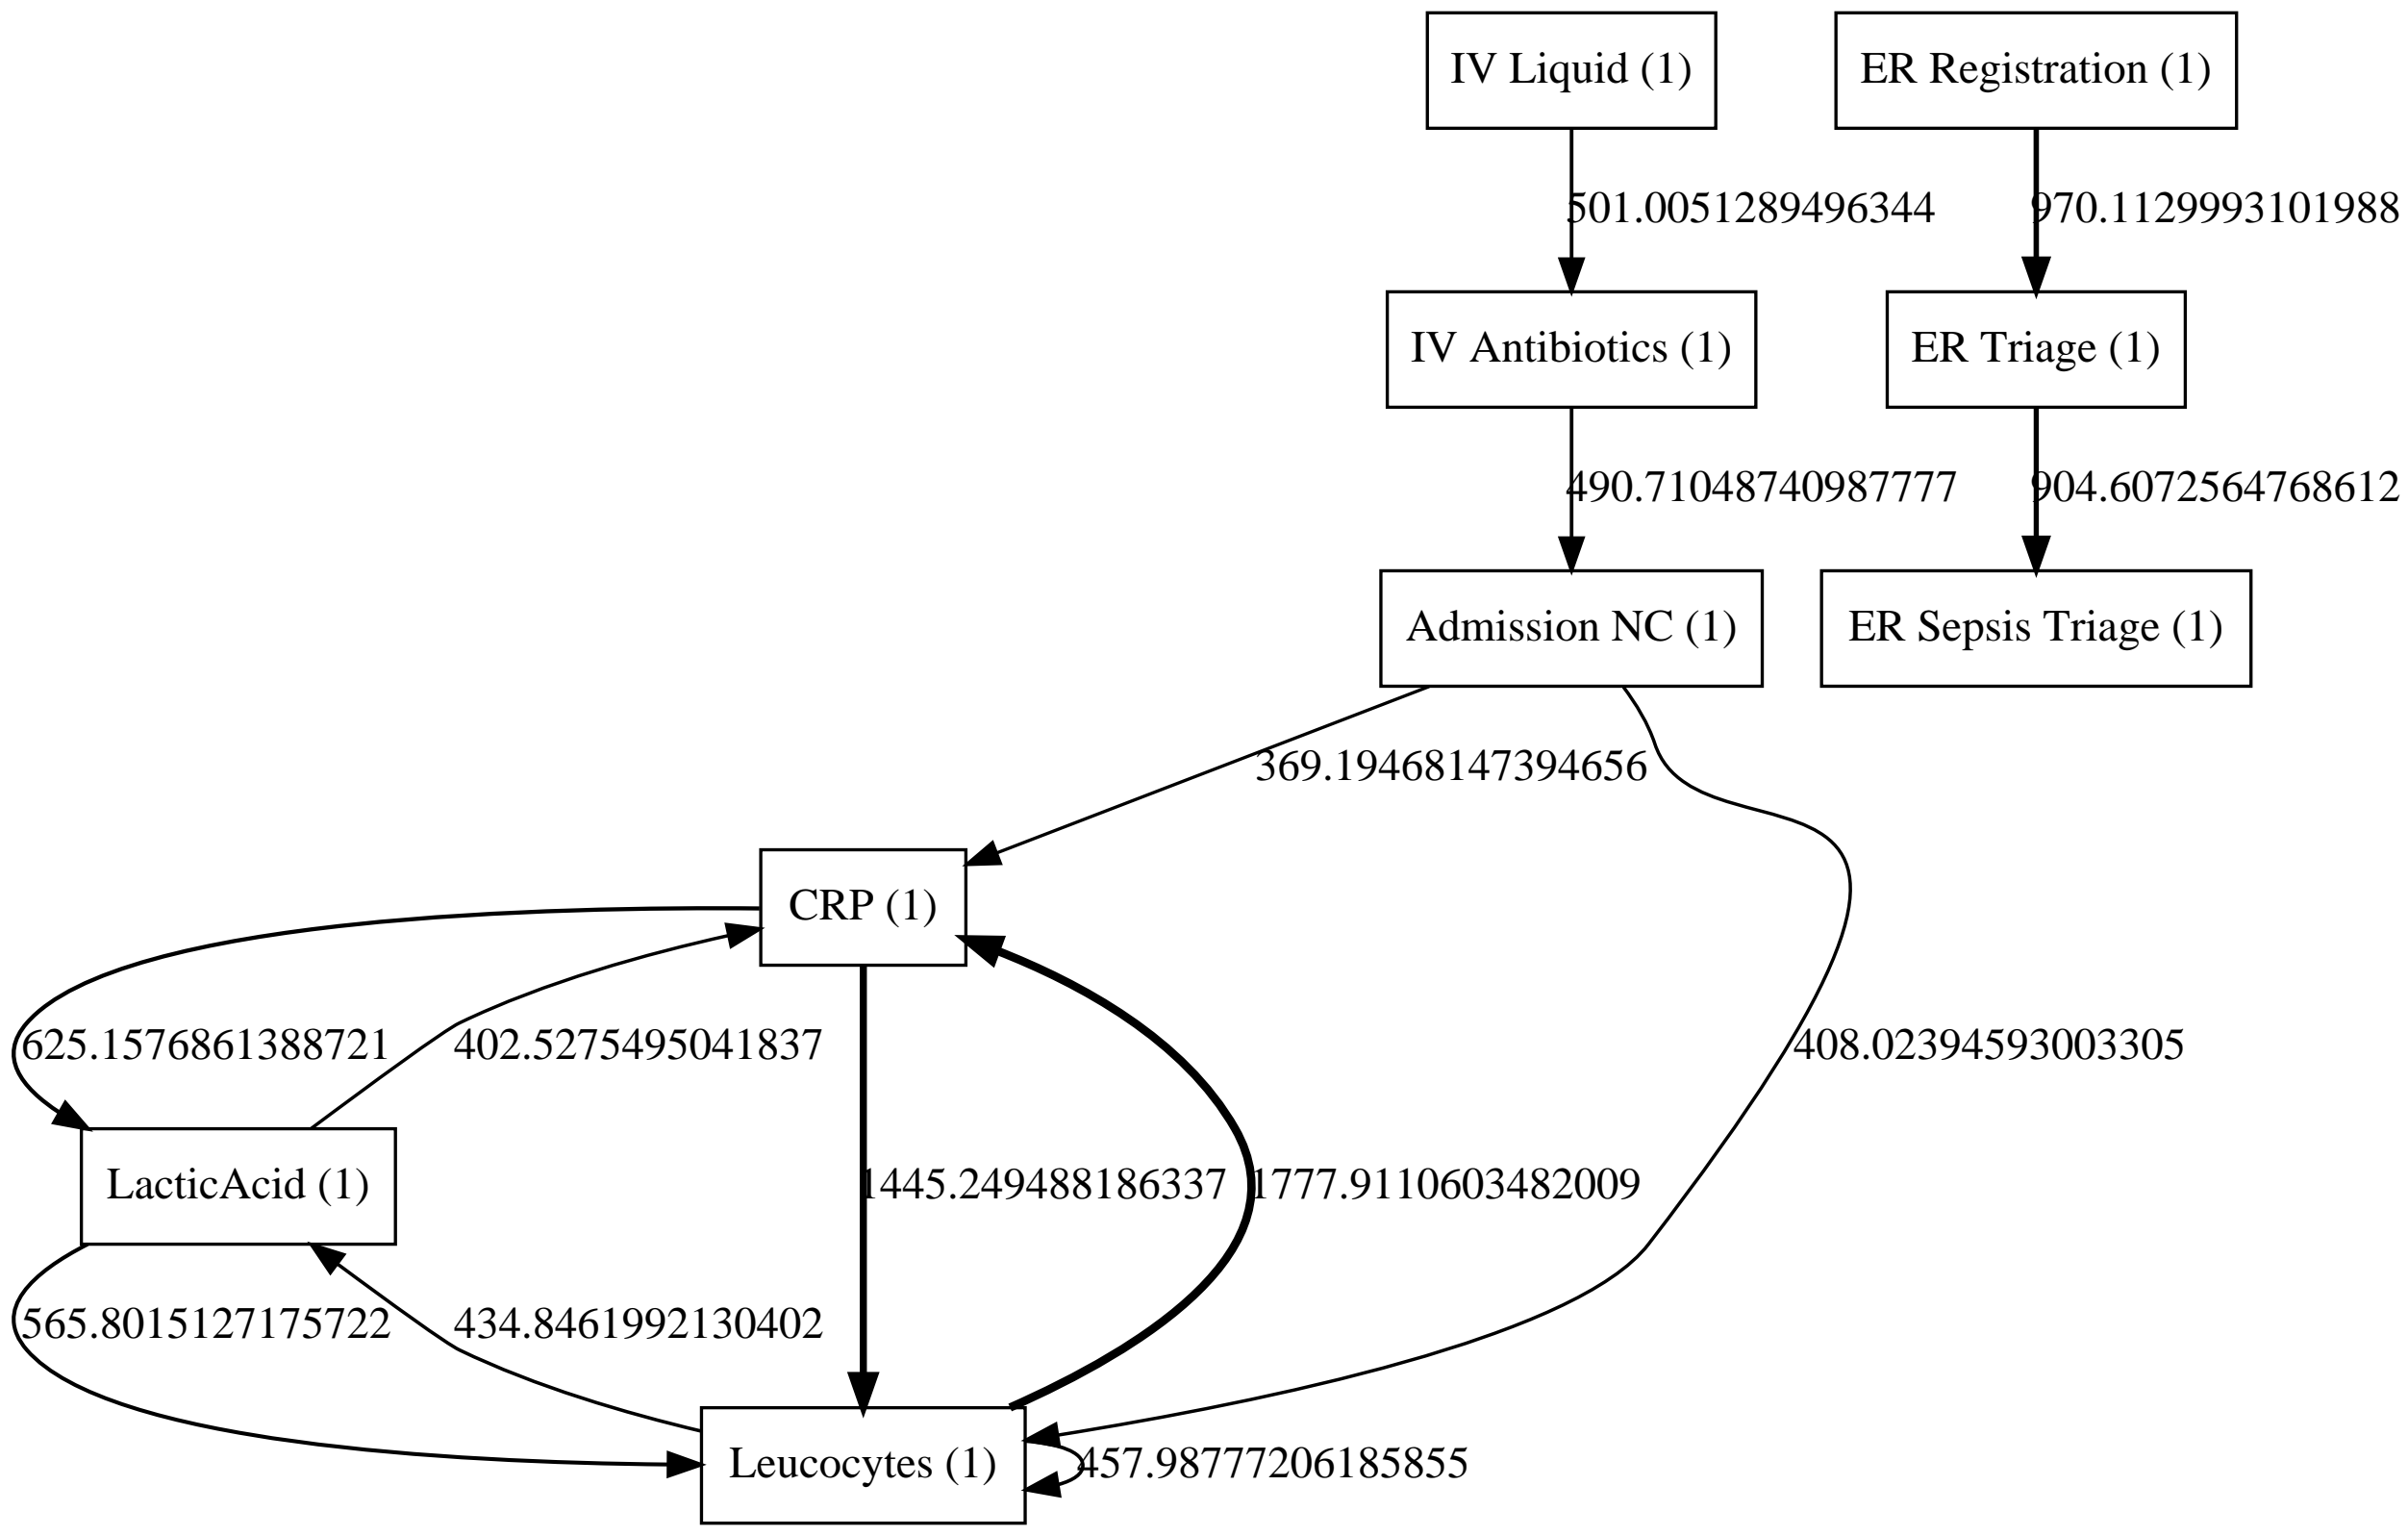 IV Liquid (1)
ER Registration (1)
501.0051289496344
970.1129993101988
IV Antibiotics (1)
ER Triage (1)
490.71048740987777
904.6072564768612
Admission NC (1)
ER Sepsis Triage (1)
369.19468147394656
CRP (1)
625.1576861388721
402.5275495041837
408.02394593003305
LacticAcid (1)
1445.249488186337
1777.9110603482009
565.8015127175722
434.8461992130402
Leucocytes (1)
457.98777206185855